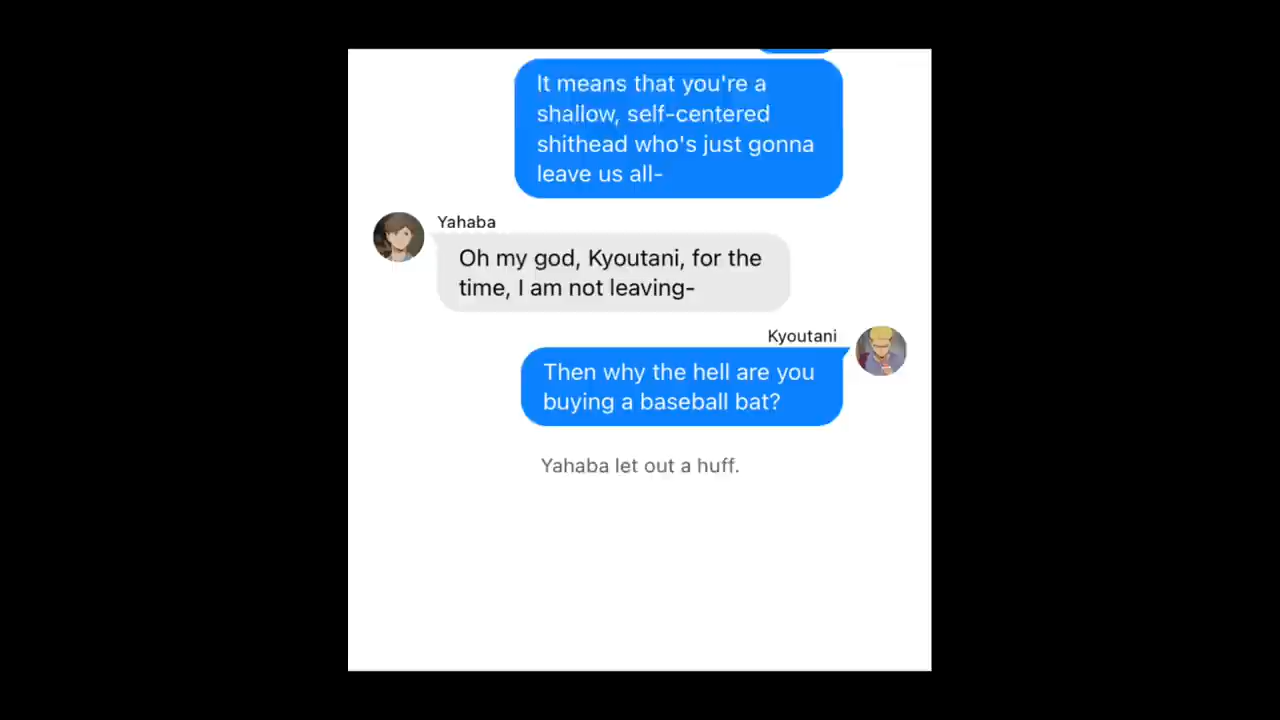 It means that you're a
shallow, self-centered
shithead who's just gonna
leave us all-
Yahaba
Oh my god, Kyoutani, for the
time, I am not leaving-
Kyoutani
Then why the hell are you
buying a baseball bat?
Yahaba let out a huff.